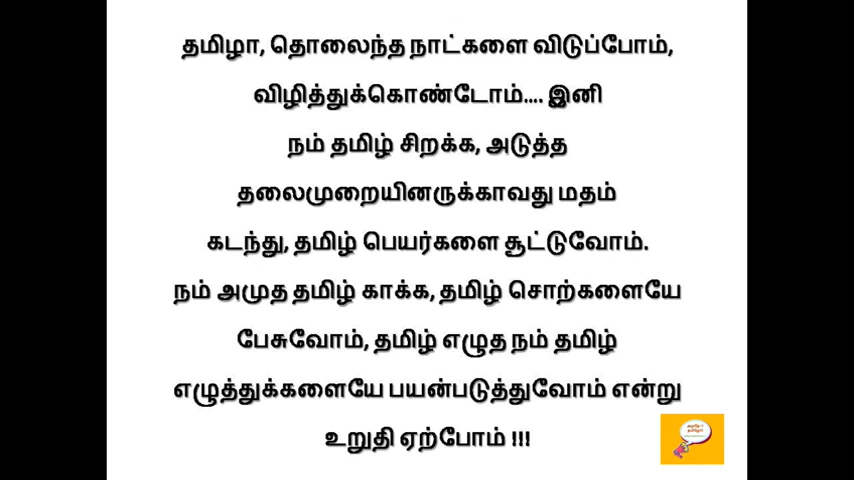 தமிழா, தொலைந்த நாட்களை விடுப்போம்,
விழித்துக்கொண்டோம்.... இனி
நம் தமிழ் சிறக்க, அடுத்த
தலைமுறையினருக்காவது மதம்
கடந்து, தமிழ் பெயர்களை சூட்டுவோம்.
நம் அமுத தமிழ் காக்க, தமிழ் சொற்களையே
பேசுவோம், தமிழ் எழுத நம் தமிழ்
எழுத்துக்களையே பயன்படுத்துவோம் என்று
உறுதி ஏற்போம் !!!